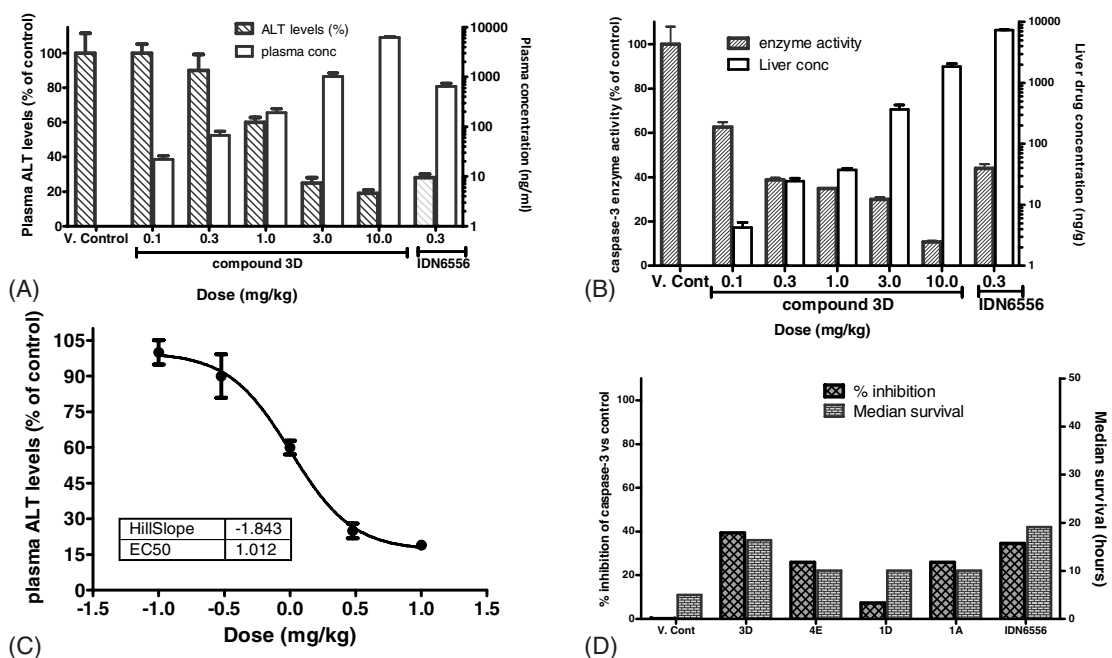 Plasma ALT levels (% of control)
100
80
60
40
20
0
ALT levels (%)
plasma conc
10000
1000
100
10
1
Plasma concentration
(ng/ml)
V. Control 0.1 0.3 1.0 3.0 10.0 0.3
compound 3D IDN6556
Dose (mg/kg)
(A)
caspase-3 enzyme activity (% of control)
100
80
60
40
20
0
enzyme activity
Liver conc
10000
1000
100
10
1
Liver drug concentration
(ng/g)
V. Cont 0.1 0.3 1.0 3.0 10.0 0.3
compound 3D IDN6556
Dose (mg/kg)
(B)
plasma ALT levels (% of control)
105
90
75
60
45
30
15
0
HillSlope -1.843
EC50 1.012
-1.5 -1.0 -0.5 0.0 0.5 1.0 1.5
Dose (mg/kg)
(C)
% inhibition of caspase-3 vs control
100
80
60
40
20
0
% inhibtion
Median survival
50
40
30
20
10
0
Median survival (hours)
V. Cont 3D 4E 1D 1A IDN6556
(D)